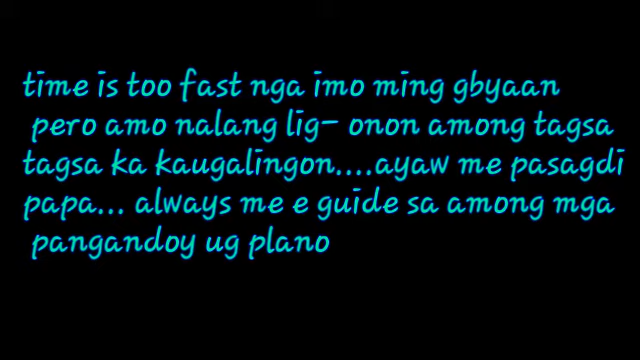 time is too fast nga imo ming gbyaan
pero amo nalang lig- onon among tagsa
tagsa ka kaugalingon....ayaw me pasagdi
papa... always me e guide sa among mga
pangandoy ug plano